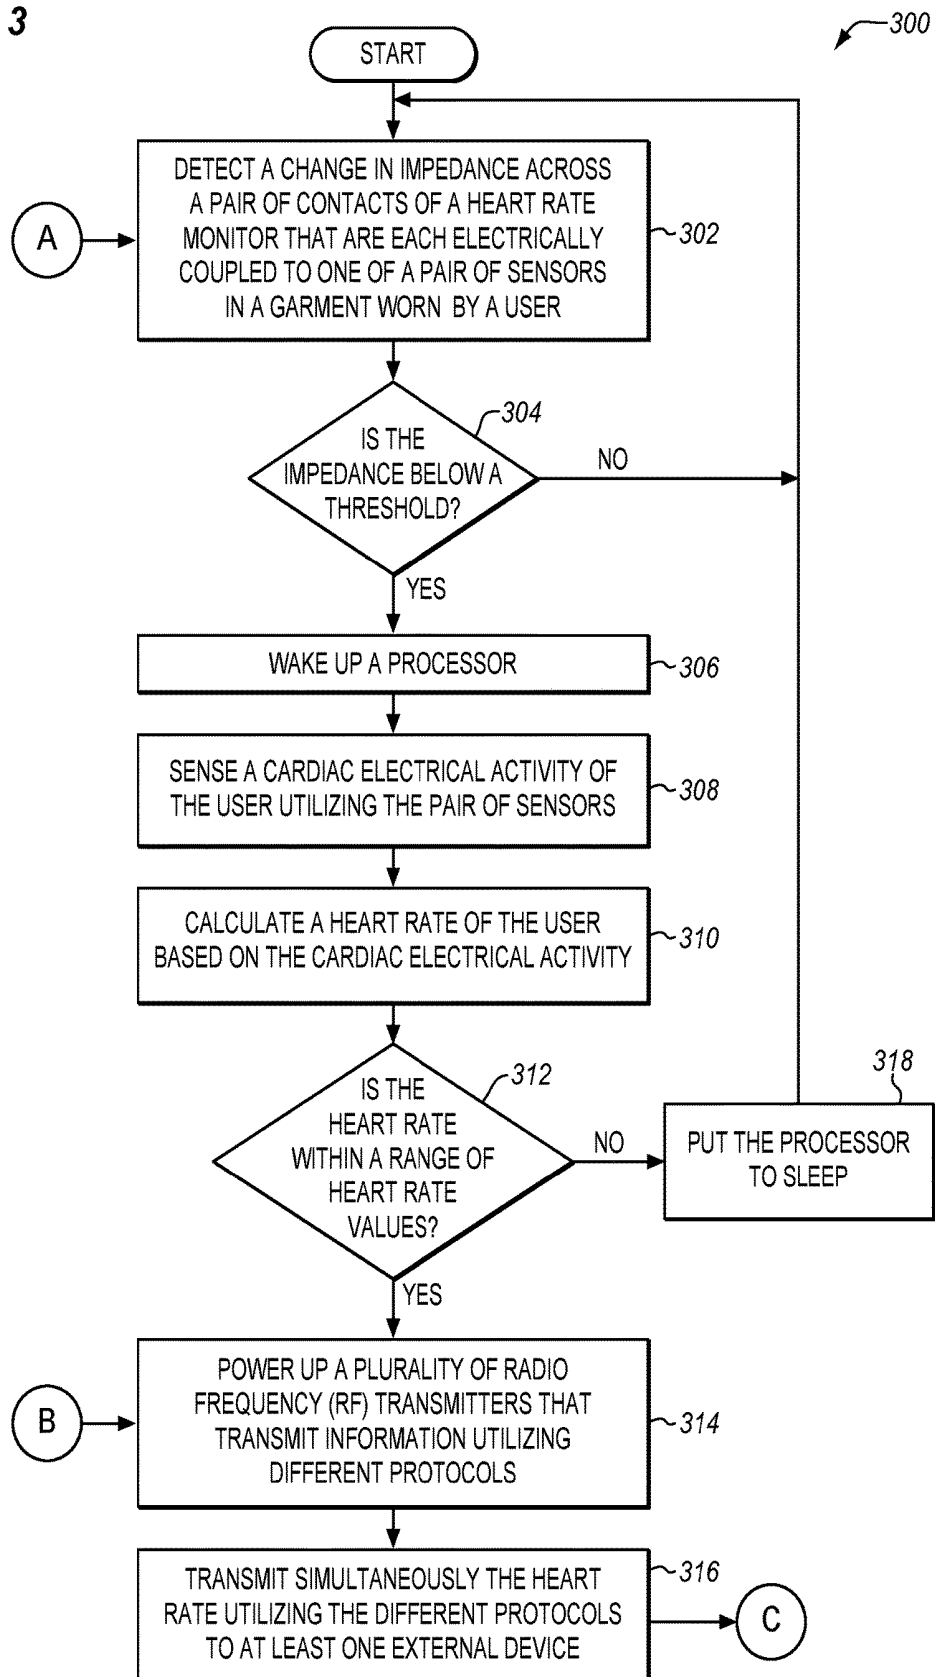 3
300
START
DETECT A CHANGE IN IMPEDANCE ACROSS
A PAIR OF CONTACTS OF A HEART RATE
MONITOR THAT ARE EACH ELECTRICALLY
COUPLED TO ONE OF A PAIR OF SENSORS
IN A GARMENT WORN BY A USER
302
A
304
IS THE
IMPEDANCE BELOW A
THRESHOLD?
NO
YES
WAKE UP A PROCESSOR
306
SENSE A CARDIAC ELECTRICAL ACTIVITY OF
THE USER UTILIZING THE PAIR OF SENSORS
308
CALCULATE A HEART RATE OF THE USER
BASED ON THE CARDIAC ELECTRICAL ACTIVITY
310
312
IS THE
HEART RATE
WITHIN A RANGE OF
HEART RATE
VALUES?
NO
318
PUT THE PROCESSOR
TO SLEEP
YES
POWER UP A PLURALITY OF RADIO
FREQUENCY (RF) TRANSMITTERS THAT
TRANSMIT INFORMATION UTILIZING
DIFFERENT PROTOCOLS
314
B
TRANSMIT SIMULTANEOUSLY THE HEART
RATE UTILIZING THE DIFFERENT PROTOCOLS
TO AT LEAST ONE EXTERNAL DEVICE
316
C